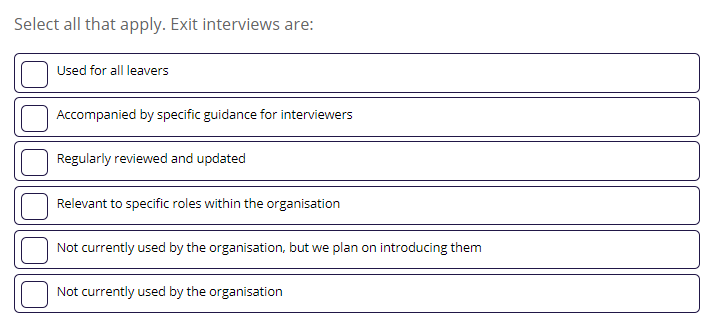 Select all that apply. Exit interviews are:
Used for all leavers
Accompanied by specific guidance for interviewers
Regularly reviewed and updated
Relevant to specific roles within the organisation
Not currently used by the organisation, but we plan on introducing them
Not currently used by the organisation